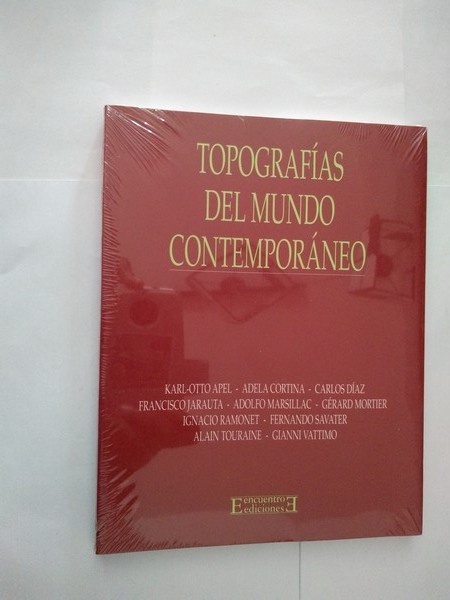 TOPOGRAFÍAS
DEL MUNDO
CONTEMPORÁNEO
KARL-OTTO APEL - ADELA CORTINA - CARLOS DÍAZ
FRANCISCO JARAUTA - ADOLFO MARSILLAC - GÉRARD MORTIER
IGNACIO RAMONET - FERNANDO SAVATER
ALAIN TOURAINE - GIANNI VATTIMO
encuentro
ediciones